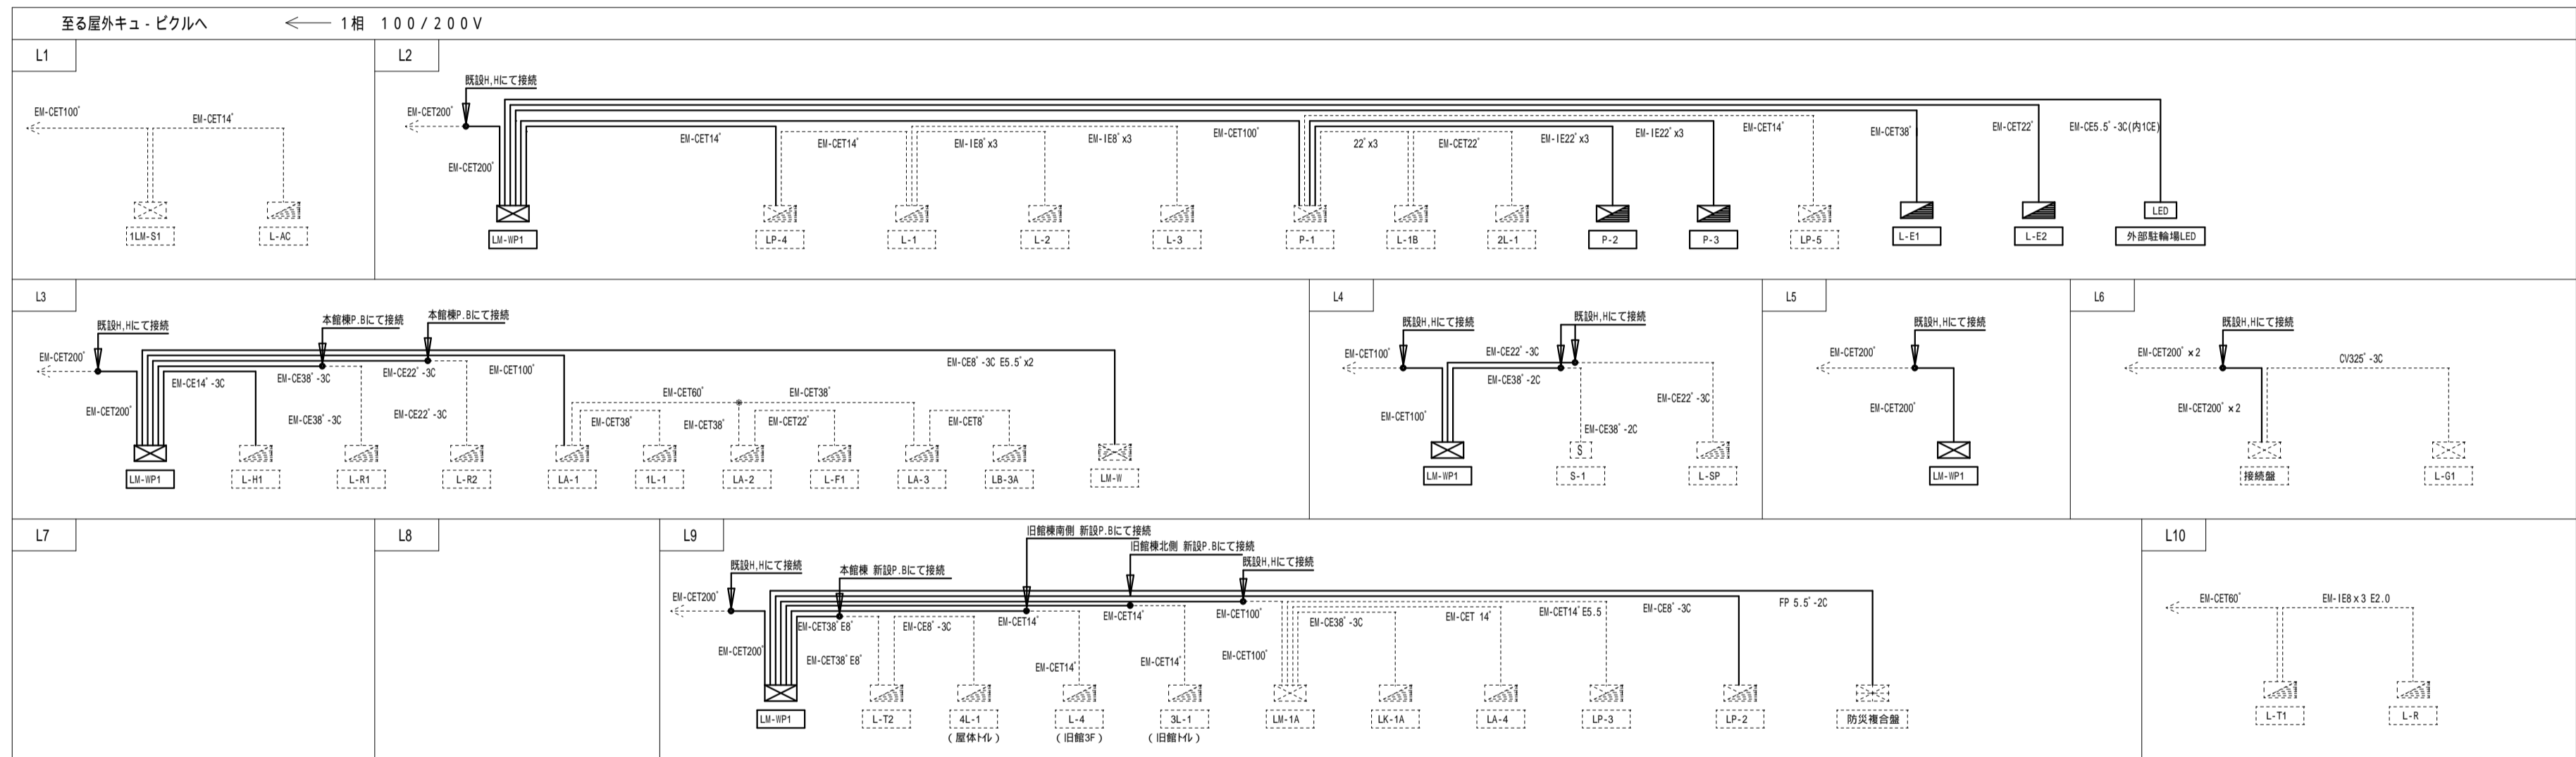 至る屋外キュ-ビクルへ
1相 100/200V
L1
EM-CET100°
EM-CET14°
1LM-S1
L-AC
L2
既設H,Hにて接続
EM-CET200°
EM-CET200°
EM-CET14°
EM-CET14°
EM-IE8° x3
EM-IE8° x3
EM-CET100°
22° x3
EM-CET22°
EM-IE22° x3
EM-IE22° x3
EM-CET14°
EM-CET38°
EM-CET22°
EM-CE5.5° -3C(内1CE)
LED
LM-WP1
LP-4
L-1
L-2
L-3
P-1
L-1B
2L-1
P-2
P-3
LP-5
L-E1
L-E2
外部駐輪場LED
L3
既設H,Hにて接続
本館棟P.Bにて接続
本館棟P.Bにて接続
EM-CET200°
EM-CET200°
EM-CE14° -3C
EM-CE38° -3C
EM-CE38° -3C
EM-CE22° -3C
EM-CE22° -3C
EM-CET100°
EM-CET60°
EM-CET38°
EM-CET38°
EM-CET38°
EM-CET22°
EM-CET8°
EM-CE8° -3C E5.5° x2
LM-WP1
L-H1
L-R1
L-R2
LA-1
1L-1
LA-2
L-F1
LA-3
LB-3A
LM-W
L4
既設H,Hにて接続
既設H,Hにて接続
EM-CET100°
EM-CE22° -3C
EM-CE38° -2C
EM-CET100°
EM-CE22° -3C
EM-CE38° -2C
S
LM-WP1
S-1
L-SP
L5
既設H,Hにて接続
EM-CET200°
EM-CET200°
LM-WP1
L6
既設H,Hにて接続
EM-CET200° ×2
CV325° -3C
EM-CET200° ×2
接続盤
L-G1
L7
L8
L9
既設H,Hにて接続
本館棟 新設P.Bにて接続
旧館棟南側 新設P.Bにて接続
旧館棟北側 新設P.Bにて接続
既設H,Hにて接続
EM-CET200°
EM-CET200°
EM-CET38° E8°
EM-CET38° E8°
EM-CE8° -3C
EM-CET14°
EM-CET14°
EM-CET14°
EM-CET14°
EM-CET100°
EM-CET100°
EM-CE38° -3C
EM-CET 14°
EM-CET14° E5.5
EM-CE8° -3C
FP 5.5° -2C
LM-WP1
L-T2
4L-1
(屋体トイレ)
L-4
(旧館3F)
3L-1
(旧館トイレ)
LM-1A
LK-1A
LA-4
LP-3
LP-2
防災複合盤
L10
EM-CET60°
EM-IE8 x 3 E2.0
L-T1
L-R